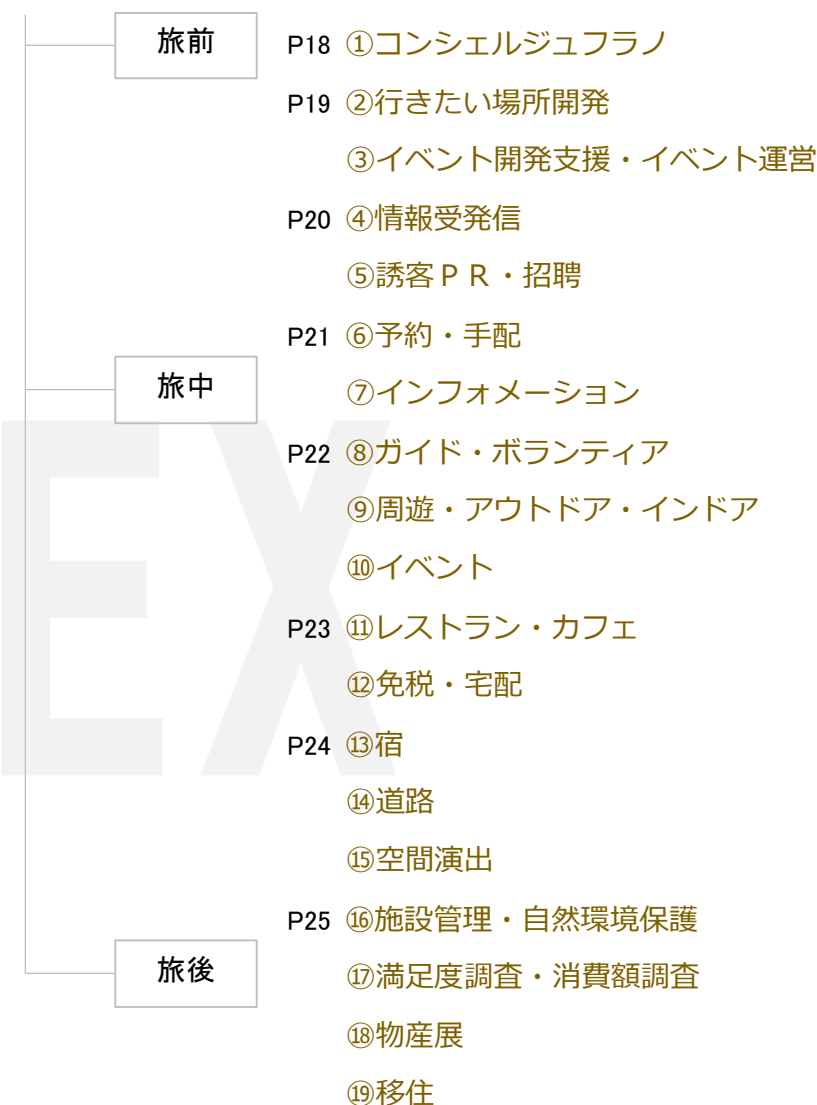 旅前 P18 ①コンシェルジュフラノ
P19 ②行きたい場所開発
③イベント開発支援・イベント運営
P20 ④情報受発信
⑤誘客ＰＲ・招聘
P21 ⑥予約・手配
旅中 ⑦インフォメーション
P22 ⑧ガイド・ボランティア
⑨周遊・アウトドア・インドア
⑩イベント
P23 ⑪レストラン・カフェ
⑫免税・宅配
P24 ⑬宿
⑭道路
⑮空間演出
P25 ⑯施設管理・自然環境保護
旅後 ⑰満足度調査・消費額調査
⑱物産展
⑲移住
EX